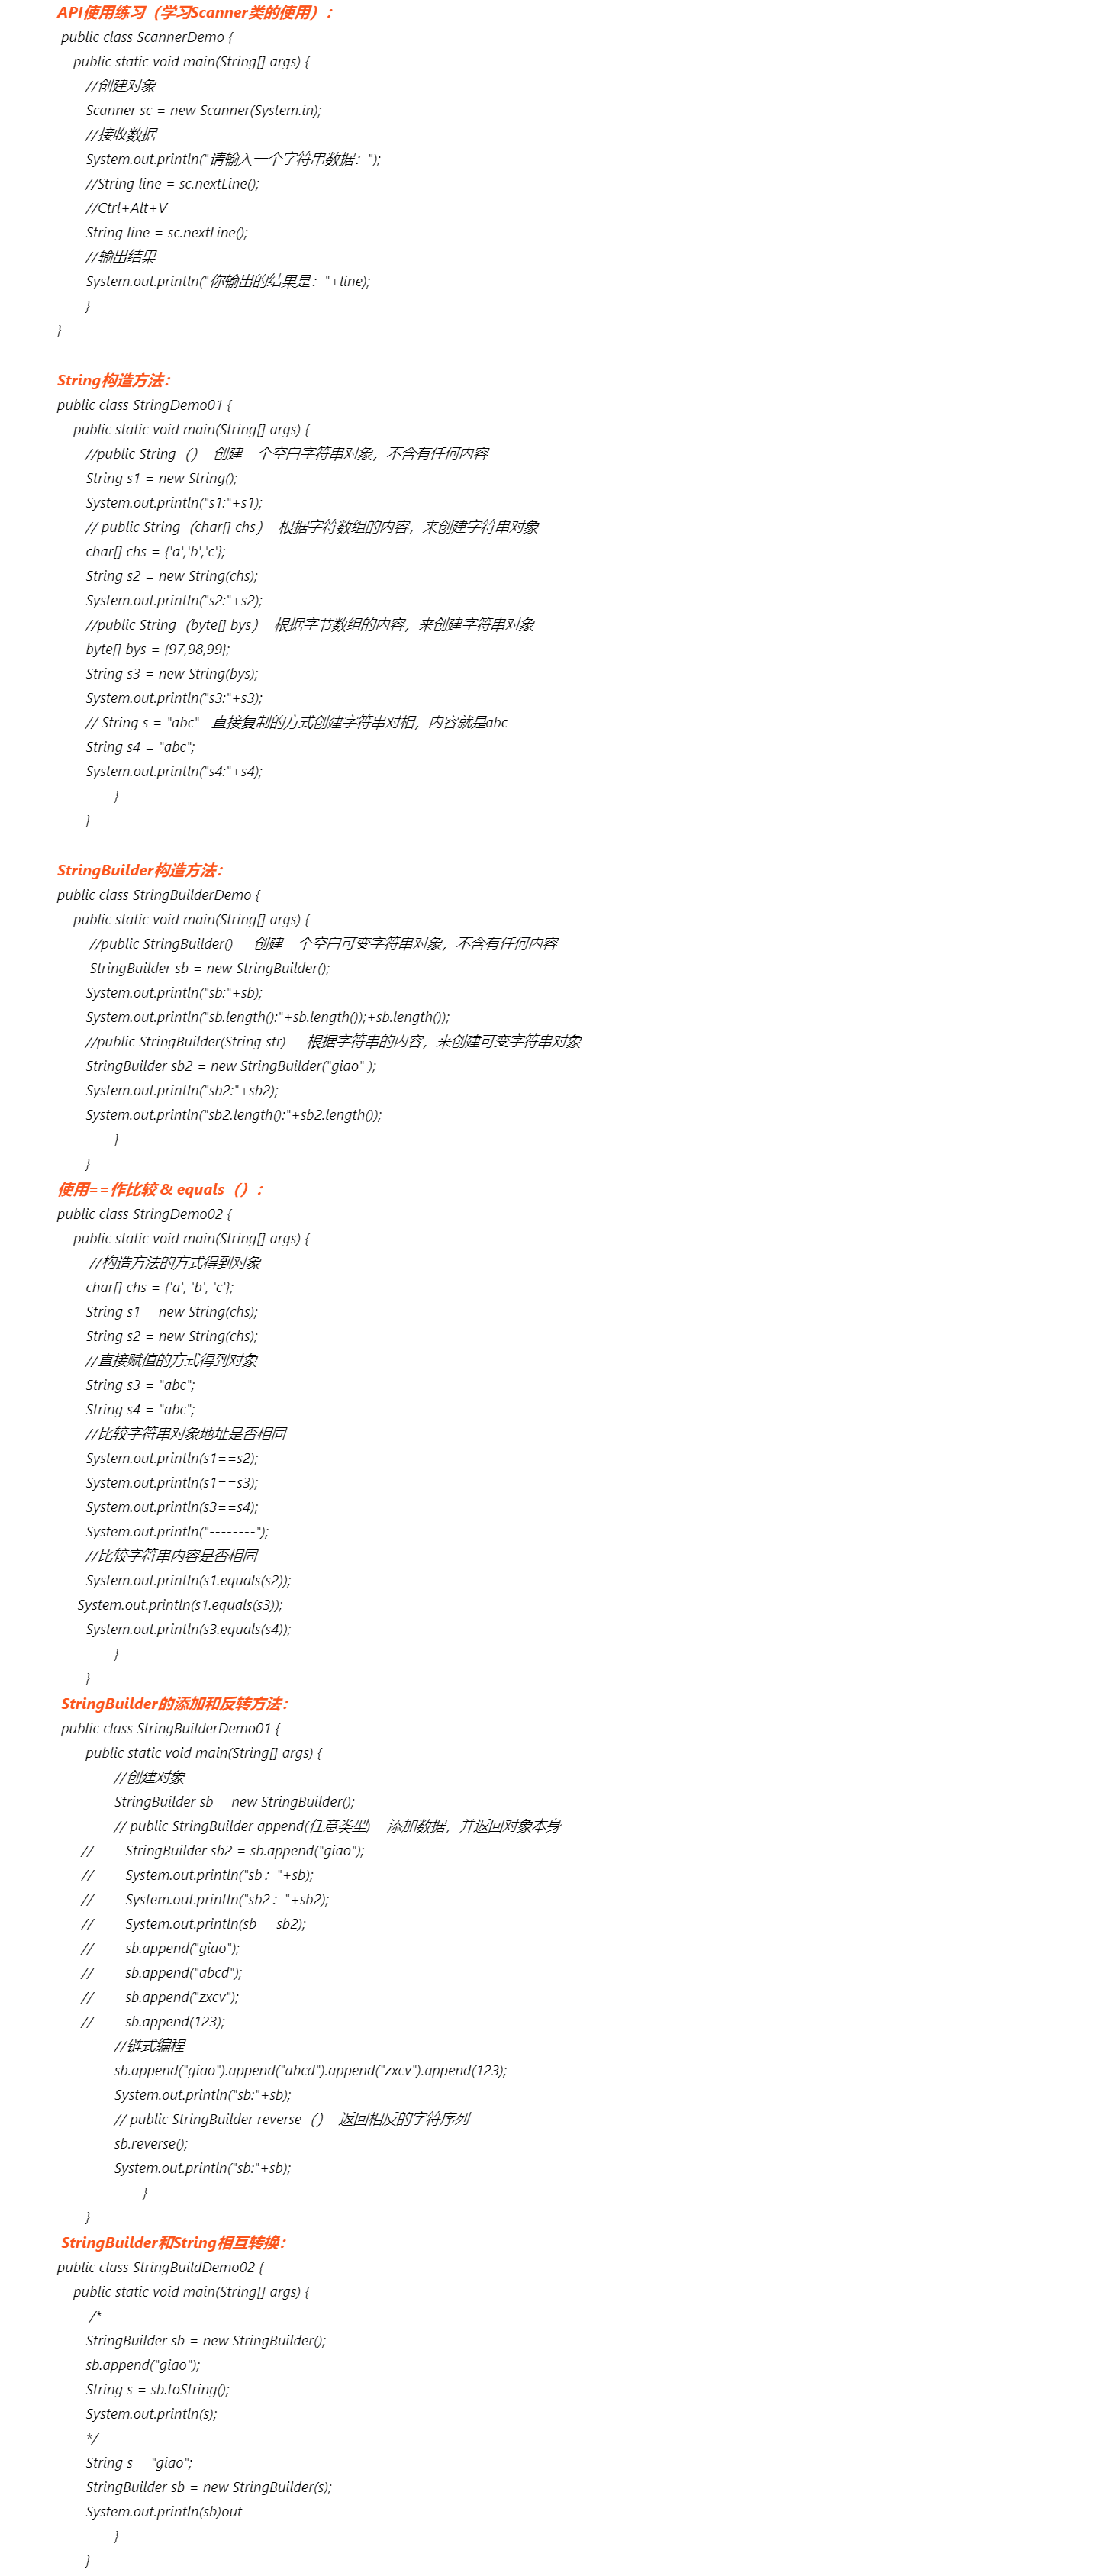 API使用练习（学习Scanner类的使用）：
public class ScannerDemo {
public static void main(String[] args) {
//创建对象
Scanner sc = new Scanner(System.in);
//接收数据
System.out.println("请输入一个字符串数据：");
//String line = sc.nextLine();
//Ctrl+Alt+V
String line = sc.nextLine();
//输出结果
System.out.println("你输出的结果是："+line);
}
}
String构造方法：
public class StringDemo01 {
public static void main(String[] args) {
//public String（） 创建一个空白字符串对象，不含有任何内容
String s1 = new String();
System.out.println("s1:"+s1);
// public String（char[] chs） 根据字符数组的内容，来创建字符串对象
char[] chs = {'a','b','c'};
String s2 = new String(chs);
System.out.println("s2:"+s2);
//public String（byte[] bys） 根据字节数组的内容，来创建字符串对象
byte[] bys = {97,98,99};
String s3 = new String(bys);
System.out.println("s3:"+s3);
// String s = "abc" 直接复制的方式创建字符串对相，内容就是abc
String s4 = "abc";
System.out.println("s4:"+s4);
}
}
StringBuilder构造方法：
public class StringBuilderDemo {
public static void main(String[] args) {
//public StringBuilder() 创建一个空白可变字符串对象，不含有任何内容
StringBuilder sb = new StringBuilder();
System.out.println("sb:"+sb);
System.out.println("sb.length():"+sb.length());+sb.length());
//public StringBuilder(String str) 根据字符串的内容，来创建可变字符串对象
StringBuilder sb2 = new StringBuilder("giao" );
System.out.println("sb2:"+sb2);
System.out.println("sb2.length():"+sb2.length());
}
}
使用==作比较 & equals（）：
public class StringDemo02 {
public static void main(String[] args) {
//构造方法的方式得到对象
char[] chs = {'a', 'b', 'c'};
String s1 = new String(chs);
String s2 = new String(chs);
//直接赋值的方式得到对象
String s3 = "abc";
String s4 = "abc";
//比较字符串对象地址是否相同
System.out.println(s1==s2);
System.out.println(s1==s3);
System.out.println(s3==s4);
System.out.println("--------");
//比较字符串内容是否相同
System.out.println(s1.equals(s2));
System.out.println(s1.equals(s3));
System.out.println(s3.equals(s4));
}
}
StringBuilder的添加和反转方法：
public class StringBuilderDemo01 {
public static void main(String[] args) {
//创建对象
StringBuilder sb = new StringBuilder();
// public StringBuilder append(任意类型) 添加数据，并返回对象本身
// StringBuilder sb2 = sb.append("giao");
// System.out.println("sb："+sb);
// System.out.println("sb2："+sb2);
// System.out.println(sb==sb2);
// sb.append("giao");
// sb.append("abcd");
// sb.append("zxcv");
// sb.append(123);
//链式编程
sb.append("giao").append("abcd").append("zxcv").append(123);
System.out.println("sb:"+sb);
// public StringBuilder reverse（） 返回相反的字符序列
sb.reverse();
System.out.println("sb:"+sb);
}
}
StringBuilder和String相互转换：
public class StringBuildDemo02 {
public static void main(String[] args) {
/*
StringBuilder sb = new StringBuilder();
sb.append("giao");
String s = sb.toString();
System.out.println(s);
*/
String s = "giao";
StringBuilder sb = new StringBuilder(s);
System.out.println(sb)out
}
}